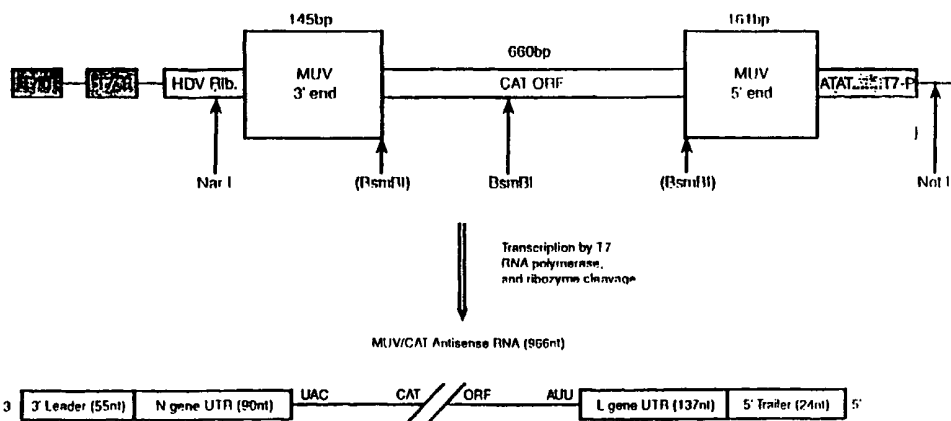 145bp
161bp
660bp
HDV Rib.
MUV
3' end
CAT ORF
MUV
5' end
ATAT
T7-P
Nar I
(BsmBI)
BsmBI
(BsmBI)
Not I
Transcription by T7
RNA polymerase,
and ribozyme cleavage
MUV/CAT Antisense RNA (966nt)
3
3' Leader (55nt)
N gene UTR (90nt)
UAC
CAT
ORF
AUU
L gene UTR (137nt)
5' Trailer (24nt)
5'